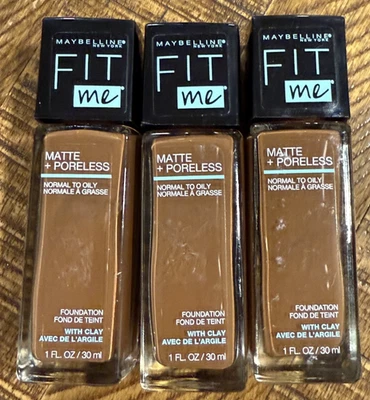 MAYBELLINE®
NEW YORK
FIT
me®
MATTE
+ PORELESS
NORMAL TO OILY
NORMALE À GRASSE
FOUNDATION
FOND DE TEINT
WITH CLAY
AVEC DE L'ARGILE
1 FL. OZ / 30 ml
MAYBELLINE®
NEW YORK
FIT
me®
MATTE
+ PORELESS
NORMAL TO OILY
NORMALE À GRASSE
FOUNDATION
FOND DE TEINT
WITH CLAY
AVEC DE L'ARGILE
1 FL. OZ / 30 ml
MAYBELLINE®
NEW YORK
FIT
me®
MATTE
+ PORELESS
NORMAL TO OILY
NORMALE À GRASSE
FOUNDATION
FOND DE TEINT
WITH CLAY
AVEC DE L'ARGILE
1 FL. OZ / 30 ml